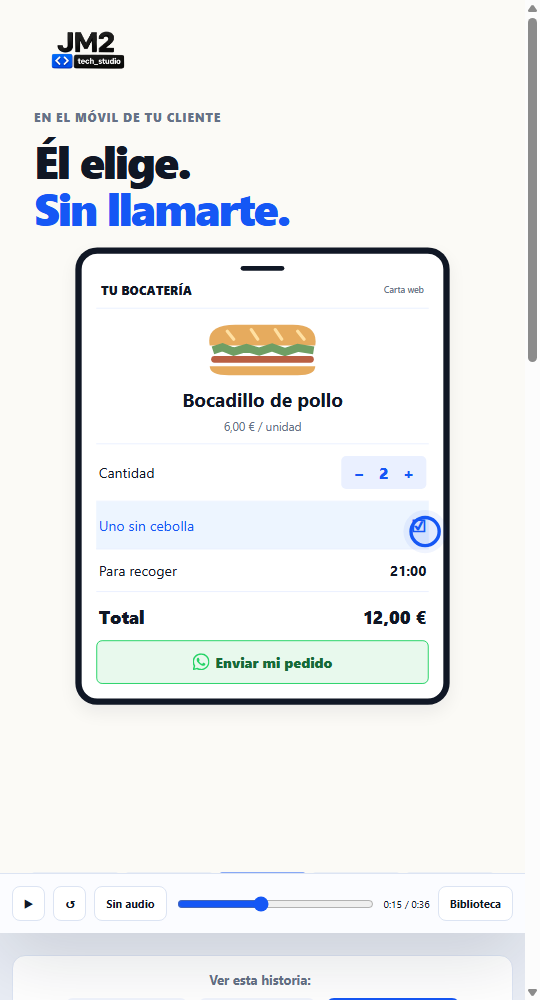 JM2
<> tech_studio
EN EL MÓVIL DE TU CLIENTE
Él elige.
Sin llamarte.
TU BOCATERÍA
Carta web
Bocadillo de pollo
6,00 € / unidad
Cantidad
− 2 +
Uno sin cebolla
Para recoger
21:00
Total
12,00 €
Enviar mi pedido
Sin audio
0:15 / 0:36
Biblioteca
Ver esta historia: